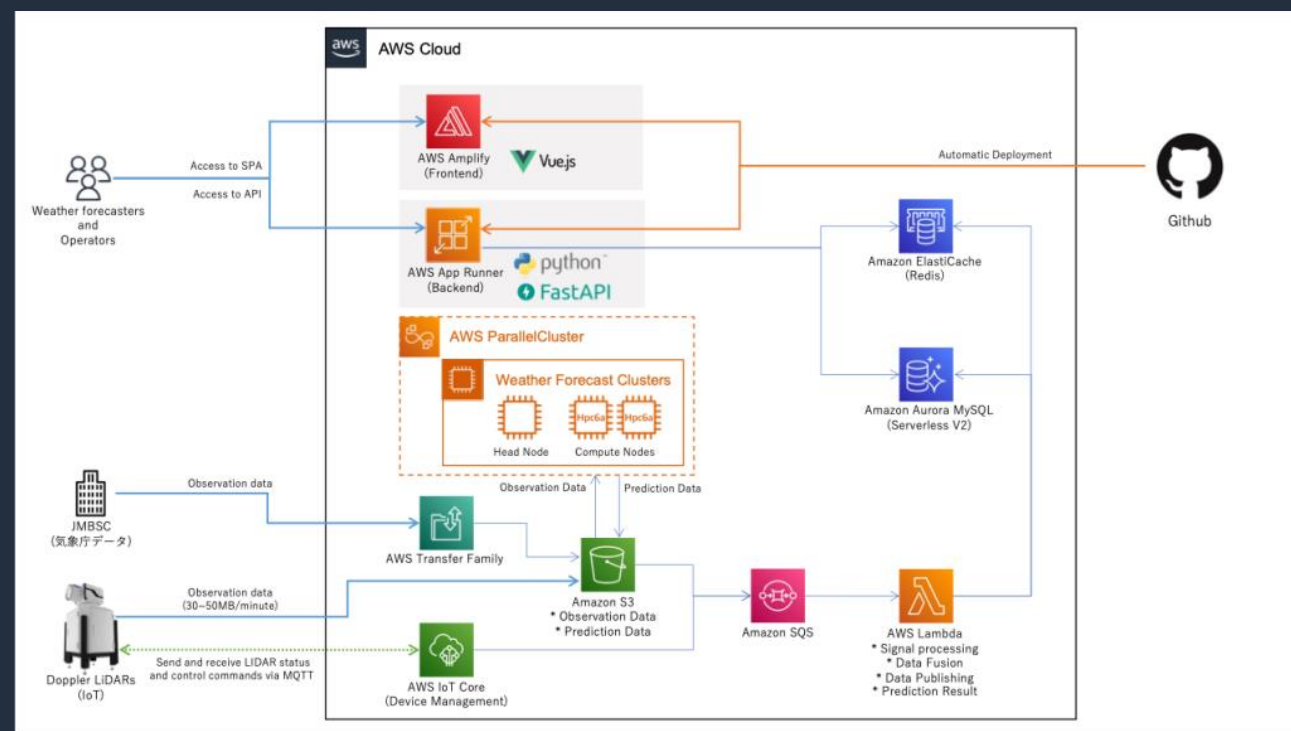 aws
AWS Cloud
AWS Amplify
(Frontend)
Vue.js
Automatic Deployment
Access to SPA
Access to API
Weather forecasters
and
Operators
Github
AWS App Runner
(Backend)
python
FastAPI
Amazon ElastiCache
(Redis)
AWS ParallelCluster
Weather Forecast Clusters
Hpc6a
Hpc6a
Head Node
Compute Nodes
Amazon Aurora MySQL
(Serverless V2)
Observation Data
Prediction Data
Observation data
JMBSC
(気象庁データ)
AWS Transfer Family
Observation data
(30~50MB/minute)
Amazon S3
* Observation Data
* Prediction Data
Amazon SQS
AWS Lambda
* Signal processing
* Data Fusion
* Data Publishing
* Prediction Result
Send and receive LIDAR status
and control commands via MQTT
Doppler LiDARs
(IoT)
AWS IoT Core
(Device Management)